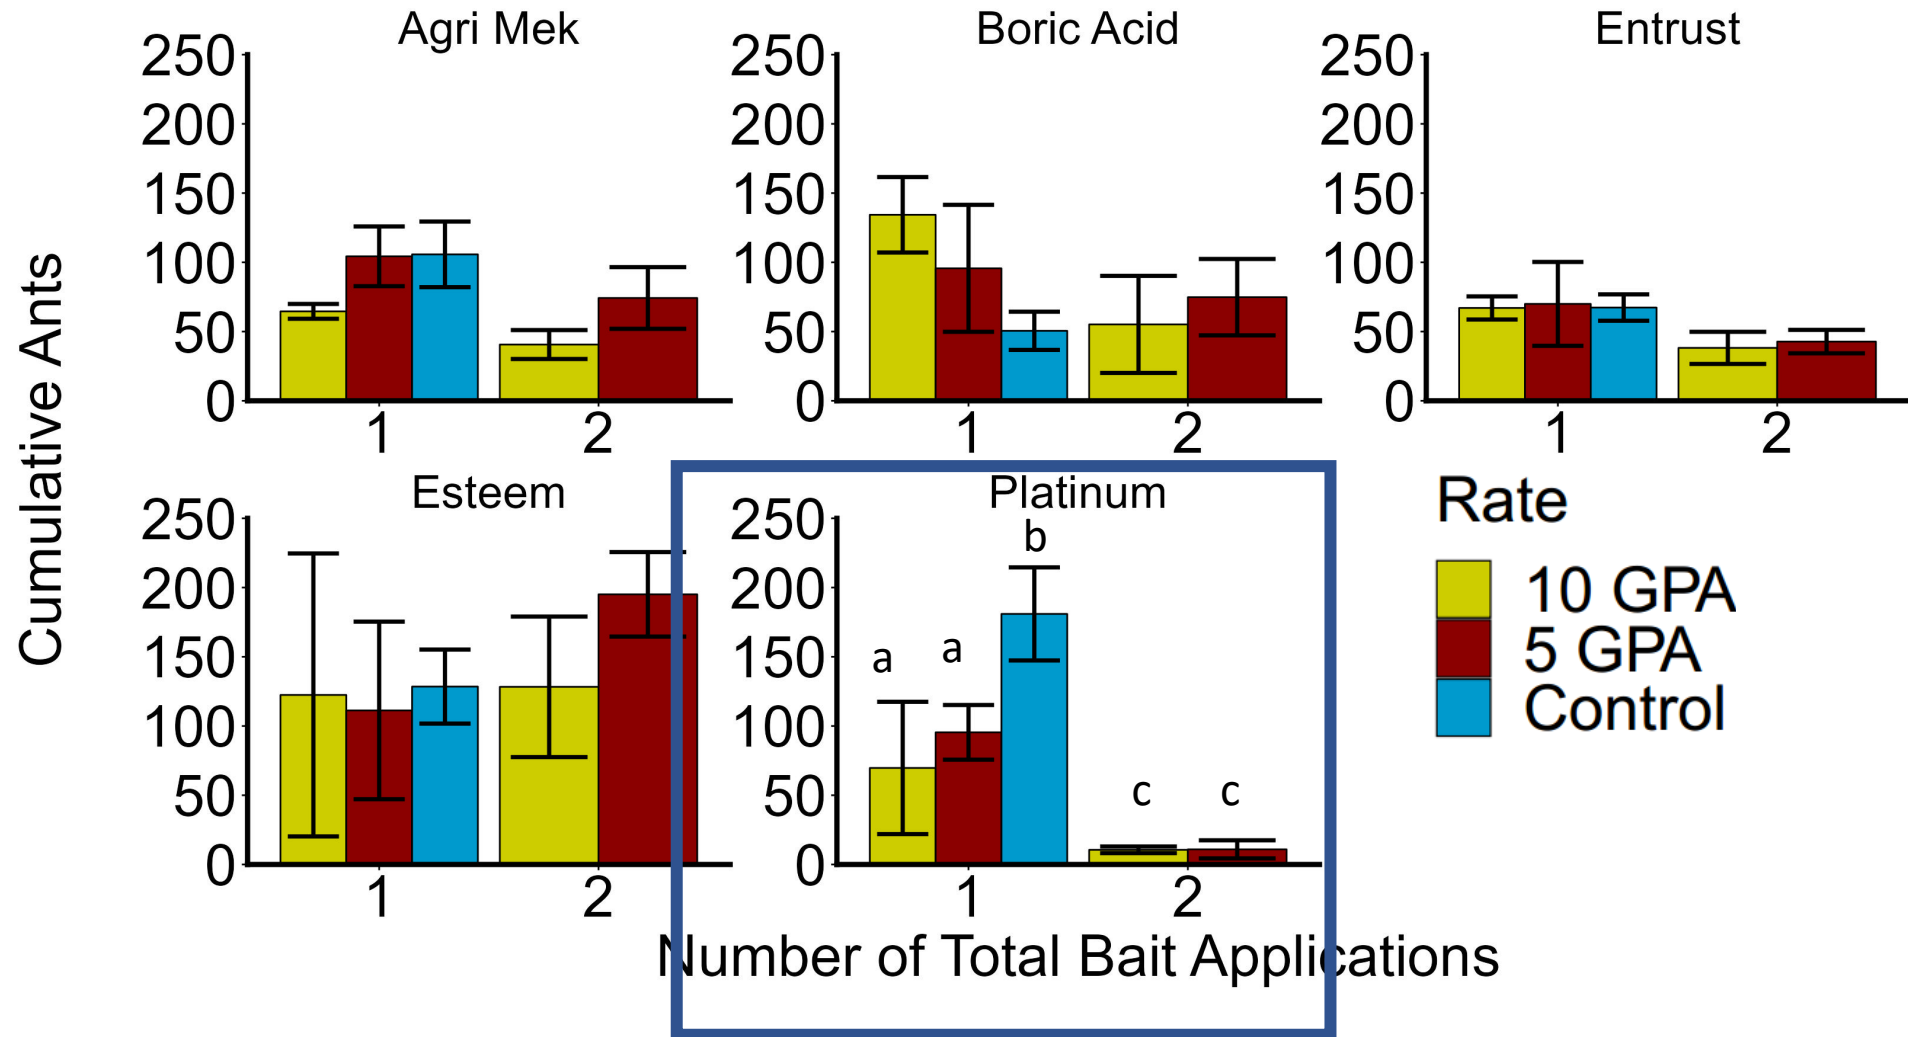 Agri Mek
250
200
150
100
50
0
1 2
Boric Acid
250
200
150
100
50
0
1 2
Entrust
250
200
150
100
50
0
1 2
Cumulative Ants
Esteem
250
200
150
100
50
0
1 2
Platinum
250
200
150
100
50
0
a a b c c
1 2
Rate
10 GPA
5 GPA
Control
Number of Total Bait Applications